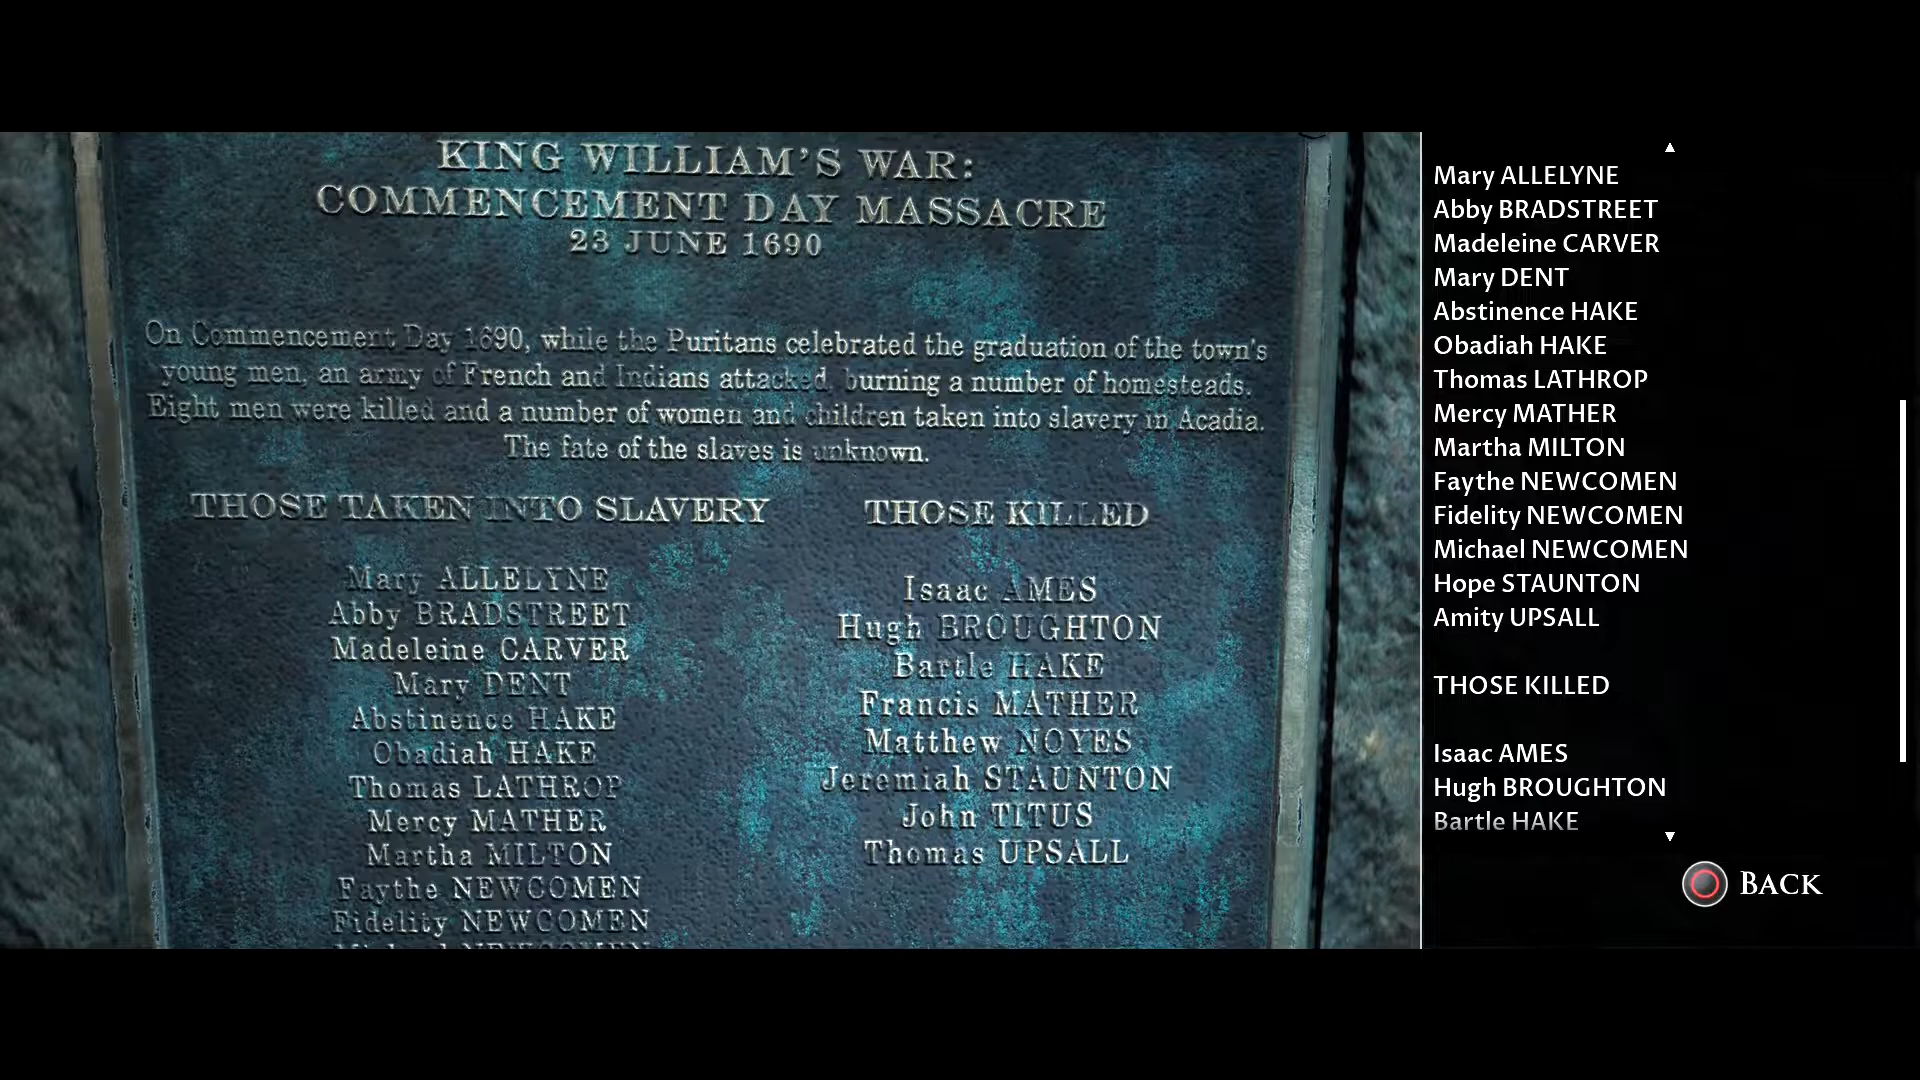 KING WILLIAM'S WAR:
COMMENCEMENT DAY MASSACRE
23 JUNE 1690
On Commencement Day 1690, while the Puritans celebrated the graduation of the town's
young men, an army of French and Indians attacked, burning a number of homesteads.
Eight men were killed and a number of women and children taken into slavery in Acadia.
The fate of the slaves is unknown.
THOSE TAKEN INTO SLAVERY
Mary ALLELYNE
Abby BRADSTREET
Madeleine CARVER
Mary DENT
Abstinence HAKE
Obadiah HAKE
Thomas LATHROP
Mercy MATHER
Martha MILTON
Faythe NEWCOMEN
Fidelity NEWCOMEN
Michael NEWCOMEN
THOSE KILLED
Isaac AMES
Hugh BROUGHTON
Bartle HAKE
Francis MATHER
Matthew NOYES
Jeremiah STAUNTON
John TITUS
Thomas UPSALL
Mary ALLELYNE
Abby BRADSTREET
Madeleine CARVER
Mary DENT
Abstinence HAKE
Obadiah HAKE
Thomas LATHROP
Mercy MATHER
Martha MILTON
Faythe NEWCOMEN
Fidelity NEWCOMEN
Michael NEWCOMEN
Hope STAUNTON
Amity UPSALL
THOSE KILLED
Isaac AMES
Hugh BROUGHTON
Bartle HAKE
BACK